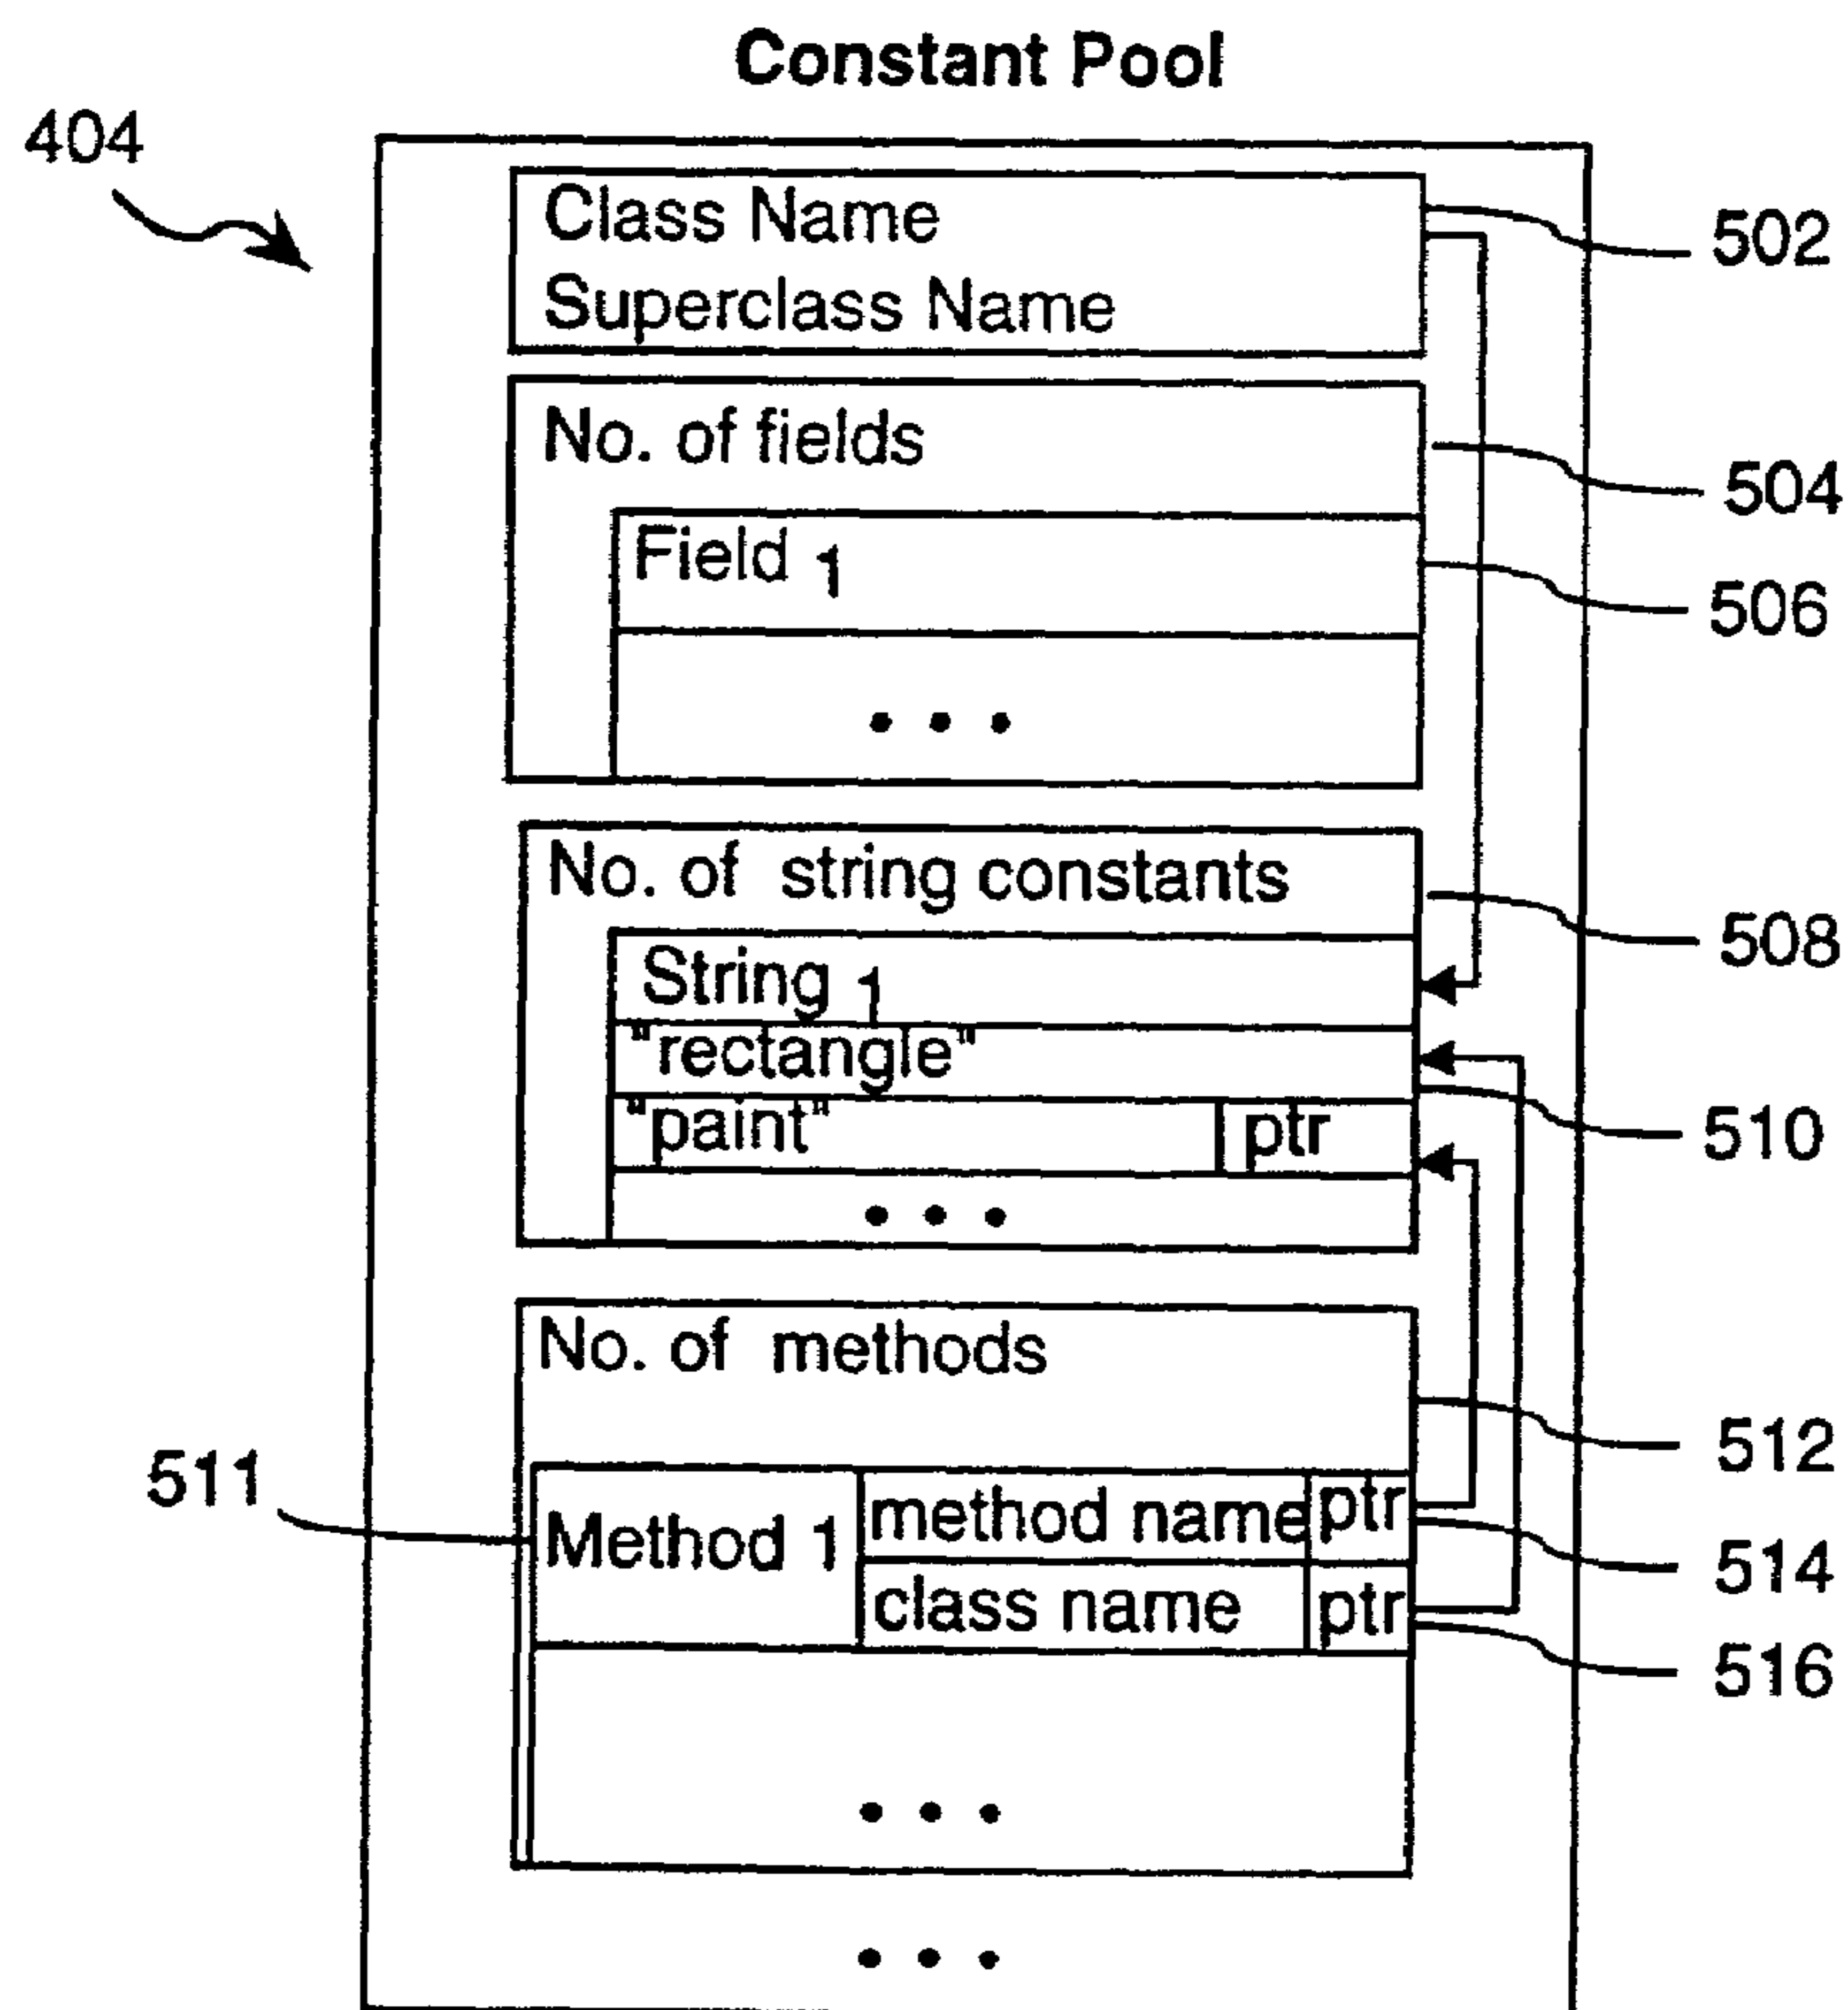 Constant Pool
404
Class Name
502
Superclass Name
No. of fields
504
Field 1
506
• • •
No. of string constants
508
String 1
"rectangle"
510
"paint" ptr
• • •
No. of methods
512
511
Method 1
method name ptr
514
class name ptr
516
• • •
• • •